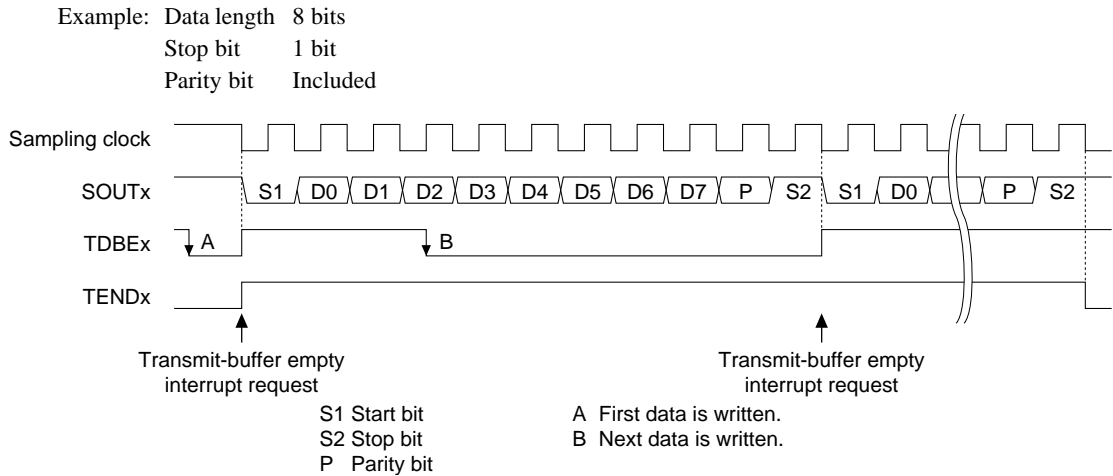 Example: Data length 8 bits
Stop bit 1 bit
Parity bit Included
Sampling clock
SOUTx S1 D0 D1 D2 D3 D4 D5 D6 D7 P S2 S1 D0 P S2
TDBEx A B
TENDx
Transmit-buffer empty interrupt request
Transmit-buffer empty interrupt request
S1 Start bit
S2 Stop bit
P Parity bit
A First data is written.
B Next data is written.